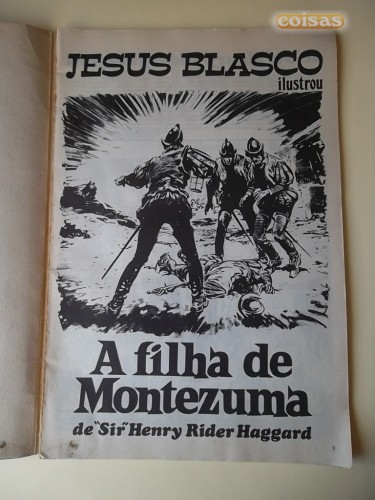 coisas
JESUS BLASCO
ilustrou
A filha de
Montezuma
de "Sir" Henry Rider Haggard